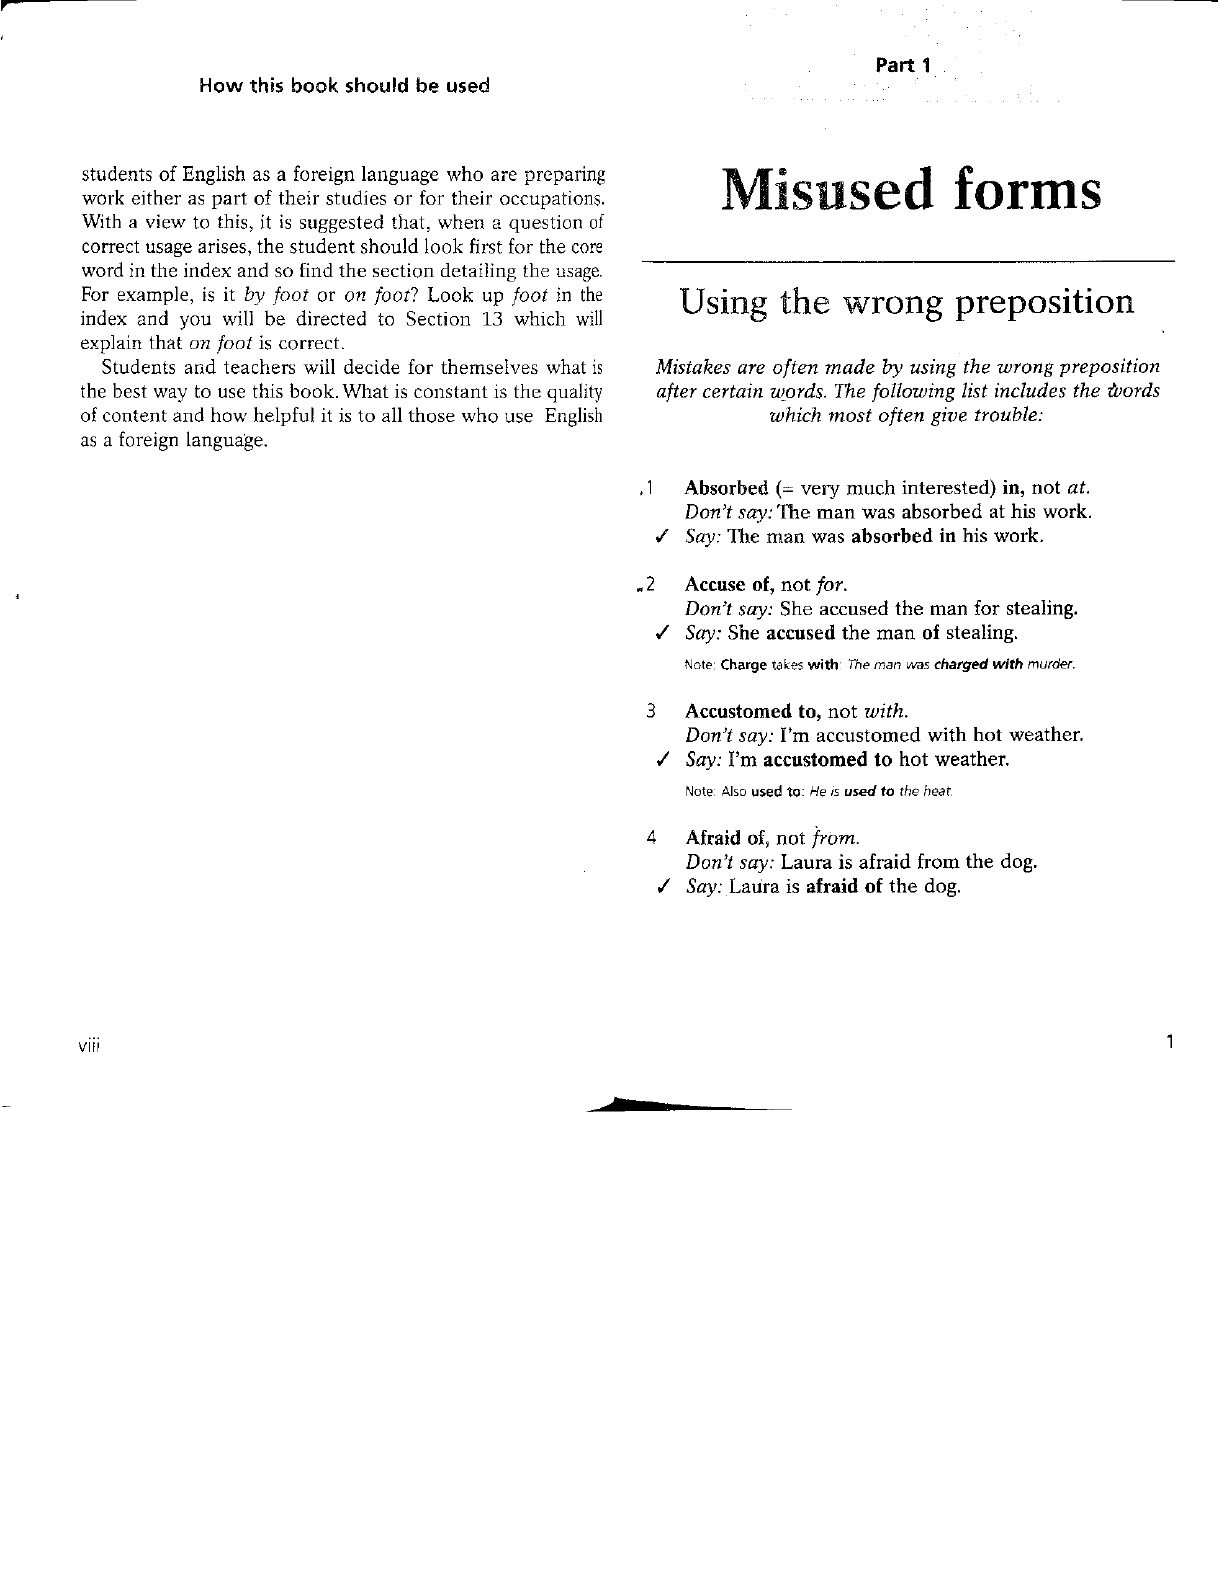 How this book should be used
students of English as a foreign language who are preparing
work either as part of their studies or for their occupations.
With a view to this, it is suggested that, when a question of
correct usage arises, the student should look first for the core
word in the index and so find the section detailing the usage.
For example, is it by foot or on foot? Look up foot in the
index and you will be directed to Section 13 which will
explain that on foot is correct.
Students and teachers will decide for themselves what is
the best way to use this book. What is constant is the quality
of content and how helpful it is to all those who use English
as a foreign language.
viii
Part 1
Misused forms
Using the wrong preposition
Mistakes are often made by using the wrong preposition
after certain words. The following list includes the words
which most often give trouble:
1 Absorbed (= very much interested) in, not at.
Don't say: The man was absorbed at his work.
✓ Say: The man was absorbed in his work.
2 Accuse of, not for.
Don't say: She accused the man for stealing.
✓ Say: She accused the man of stealing.
Note: Charge takes with: The man was charged with murder.
3 Accustomed to, not with.
Don't say: I'm accustomed with hot weather.
✓ Say: I'm accustomed to hot weather.
Note: Also used to: He is used to the heat.
4 Afraid of, not from.
Don't say: Laura is afraid from the dog.
✓ Say: Laura is afraid of the dog.
1